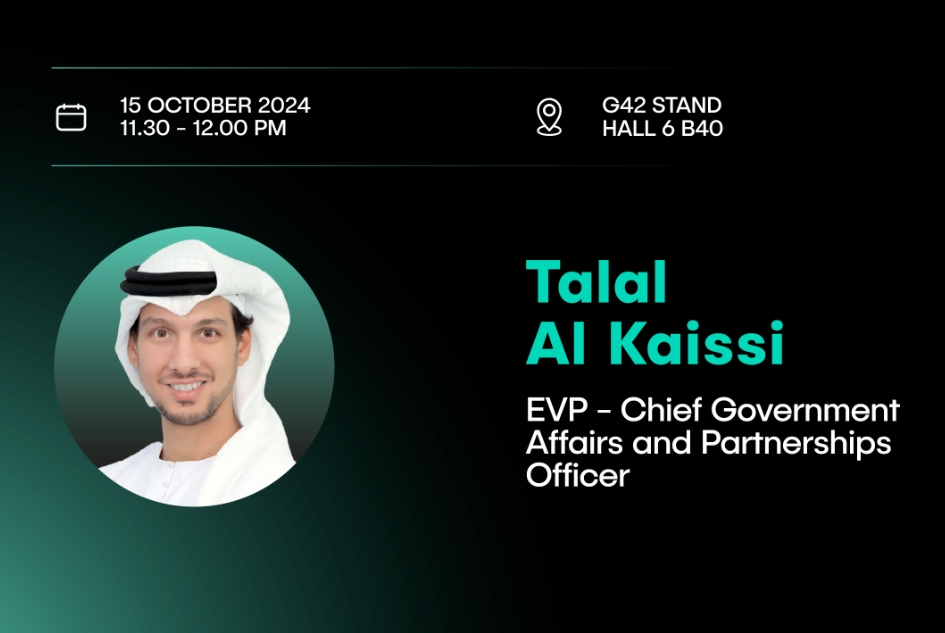 15 OCTOBER 2024
11.30 - 12.00 PM
G42 STAND
HALL 6 B40
Talal
Al Kaissi
EVP - Chief Government
Affairs and Partnerships
Officer